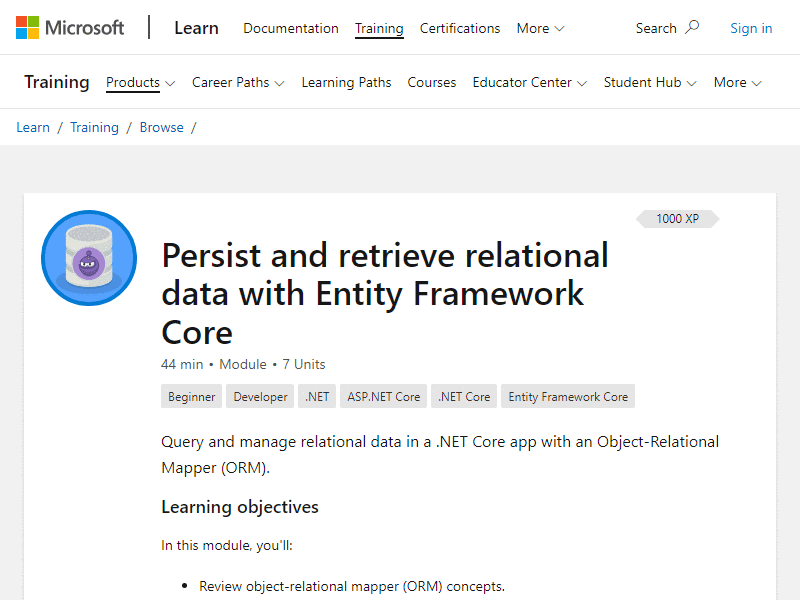 Microsoft | Learn Documentation Training Certifications More Search Sign in
Training Products Career Paths Learning Paths Courses Educator Center Student Hub More
Learn / Training / Browse /
1000 XP
Persist and retrieve relational
data with Entity Framework
Core
44 min • Module • 7 Units
Beginner Developer .NET ASP.NET Core .NET Core Entity Framework Core
Query and manage relational data in a .NET Core app with an Object-Relational
Mapper (ORM).
Learning objectives
In this module, you'll:
• Review object-relational mapper (ORM) concepts.